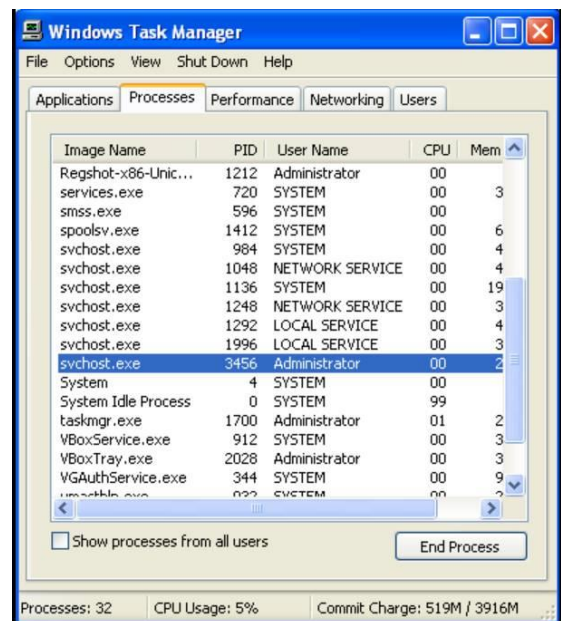 Windows Task Manager
File Options View Shut Down Help
Applications Processes Performance Networking Users
Image Name PID User Name CPU Mem
Regshot-x86-Unic... 1212 Administrator 00
services.exe 720 SYSTEM 00 3
smss.exe 596 SYSTEM 00
spoolsv.exe 1412 SYSTEM 00 6
svchost.exe 984 SYSTEM 00 4
svchost.exe 1048 NETWORK SERVICE 00 4
svchost.exe 1136 SYSTEM 00 19
svchost.exe 1248 NETWORK SERVICE 00 3
svchost.exe 1292 LOCAL SERVICE 00 4
svchost.exe 1996 LOCAL SERVICE 00 3
svchost.exe 3456 Administrator 00 2
System 4 SYSTEM 00
System Idle Process 0 SYSTEM 99
taskmgr.exe 1700 Administrator 01 2
VBoxService.exe 912 SYSTEM 00 3
VBoxTray.exe 2028 Administrator 00 3
VGAuthService.exe 344 SYSTEM 00 9
SYSTEM 00
Show processes from all users
End Process
Processes: 32 CPU Usage: 5% Commit Charge: 519M / 3916M